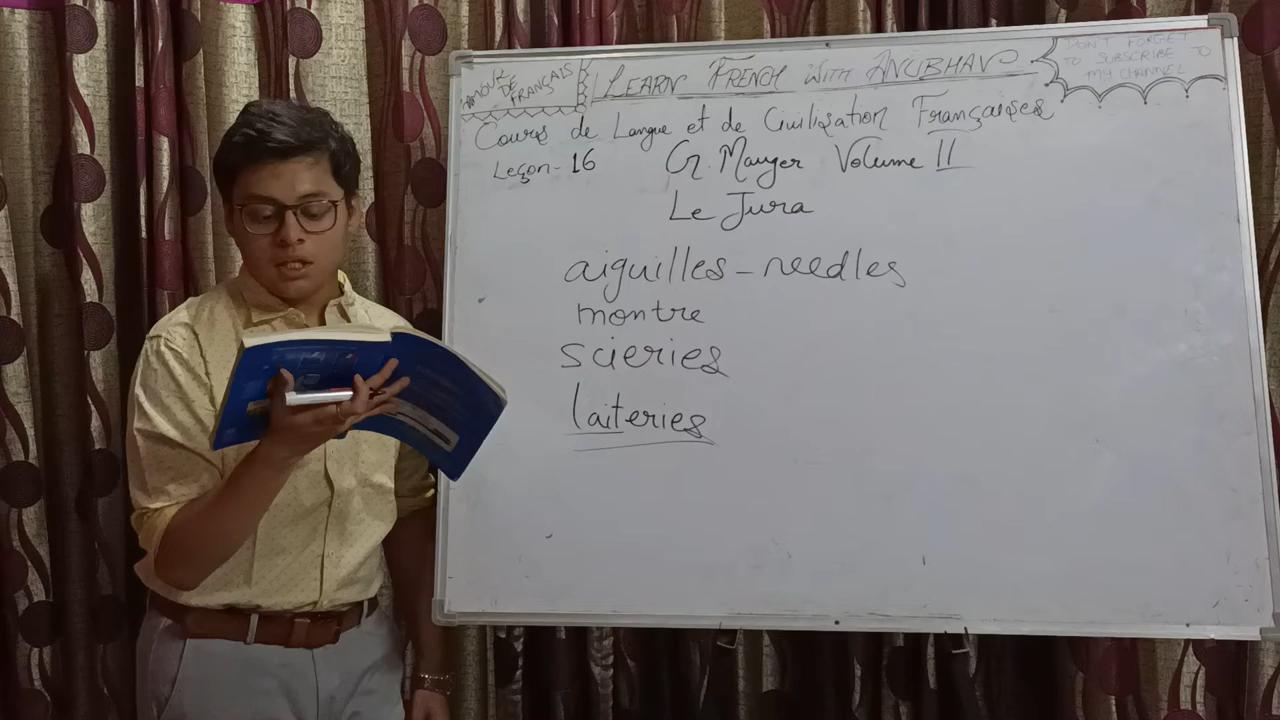 AMOUR
DE
FRANÇAIS
LEARN FRENCH WITH ANUBHAV
DON'T FORGET
TO SUBSCRIBE TO
MY CHANNEL
Cours de Langue et de Civilisation Françaises
Leçon-16 G. Mauger Volume II
Le Jura
aiguilles - needles
montre
scieries
laiteries